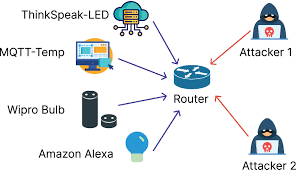 ThinkSpeak-LED
MQTT-Temp
Wipro Bulb
Amazon Alexa
Router
Attacker 1
Attacker 2